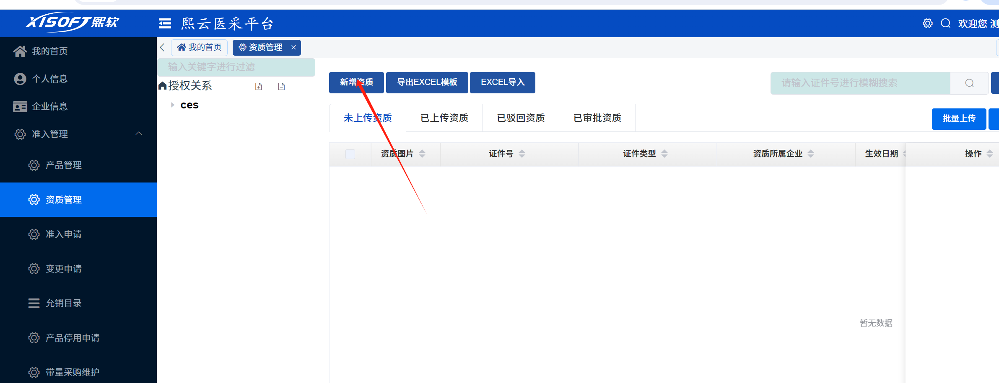 XISOFT熙软
熙云医采平台
欢迎您 测
我的首页
个人信息
企业信息
准入管理
产品管理
资质管理
准入申请
变更申请
允销目录
产品停用申请
带量采购维护
我的首页
资质管理
输入关键字进行过滤
授权关系
ces
新增资质
导出EXCEL模板
EXCEL导入
请输入证件号进行模糊搜索
未上传资质
已上传资质
已驳回资质
已审批资质
批量上传
资质图片
证件号
证件类型
资质所属企业
生效日期
操作
暂无数据